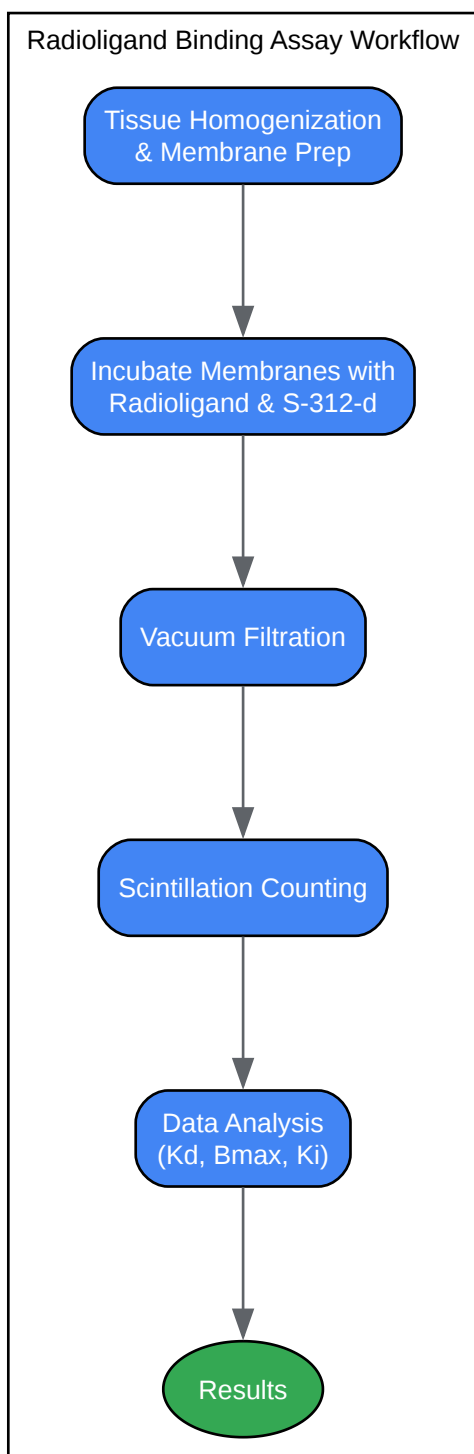 Radioligand Binding Assay Workflow
Tissue Homogenization
& Membrane Prep
Incubate Membranes with
Radioligand & S-312-d
Vacuum Filtration
Scintillation Counting
Data Analysis
(Kd, Bmax, Ki)
Results